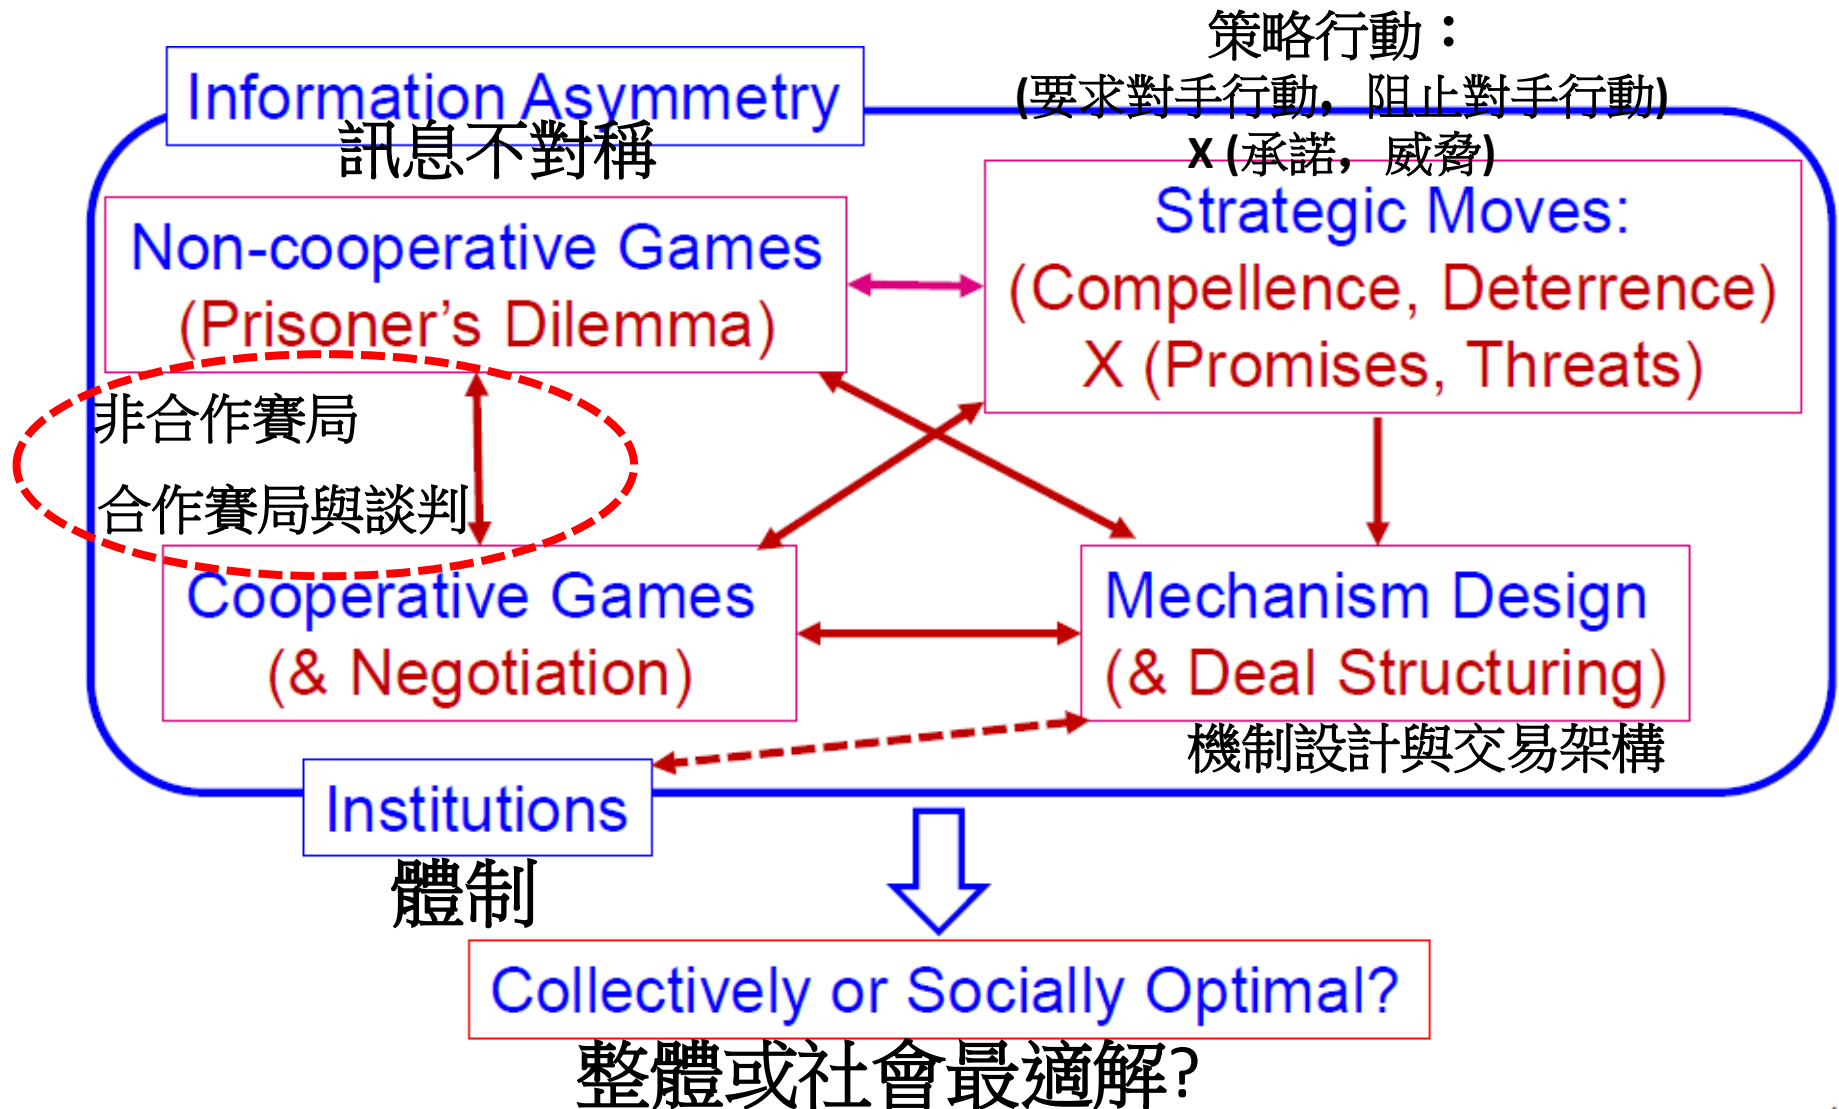 策略行動：
(要求對手行動，阻止對手行動)
X (承諾，威脅)
Information Asymmetry
訊息不對稱
Non-cooperative Games
(Prisoner’s Dilemma)
Strategic Moves:
(Compellence, Deterrence)
X (Promises, Threats)
非合作賽局
合作賽局與談判
Cooperative Games
(& Negotiation)
Mechanism Design
(& Deal Structuring)
機制設計與交易架構
Institutions
體制
Collectively or Socially Optimal?
整體或社會最適解?